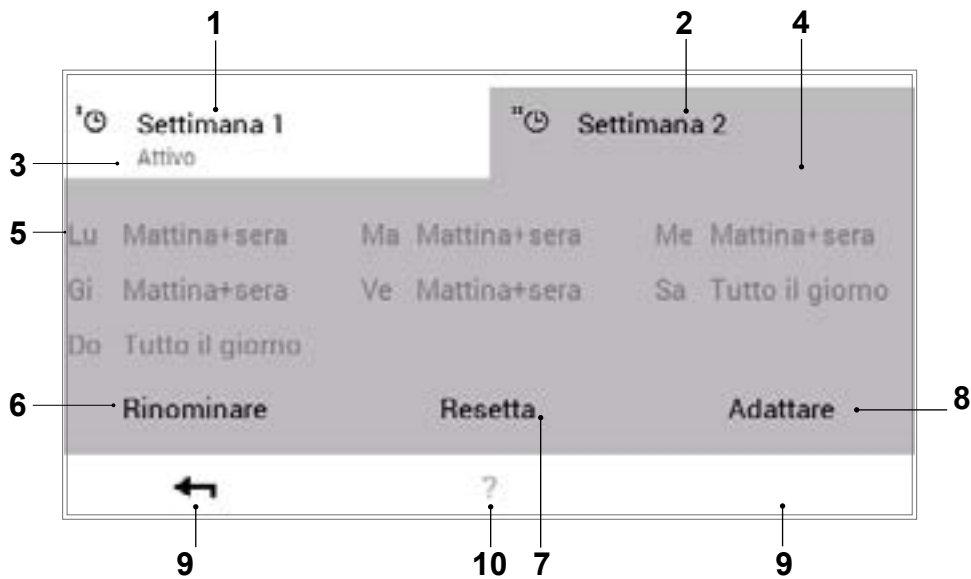 1 2 4
Settimana 1 Settimana 2
3 Attivo
5 Lu Mattina+sera Ma Mattina+sera Me Mattina+sera
Gi Mattina+sera Ve Mattina+sera Sa Tutto il giorno
Do Tutto il giorno
6 Rinominare Resetta Adattare 8
?
9 10 7 9